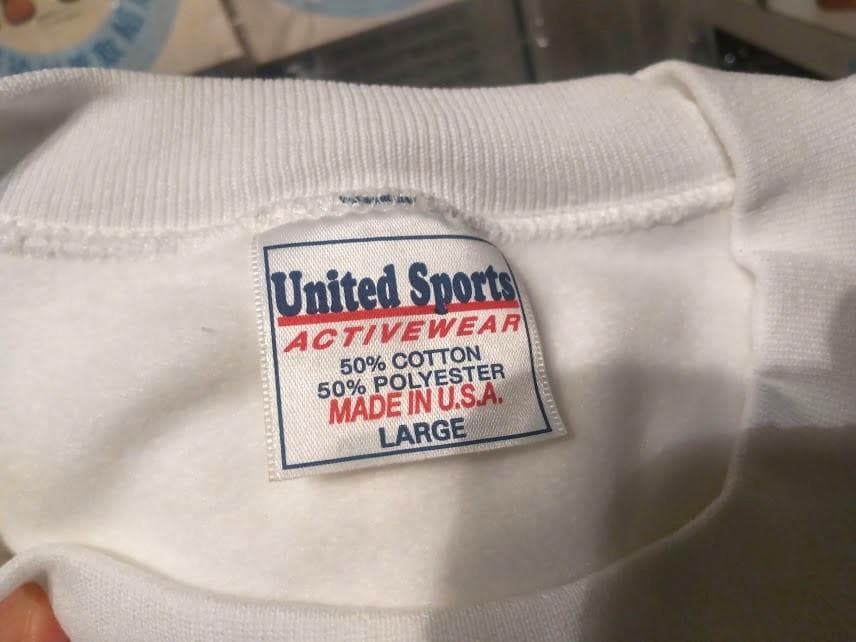 United Sports
ACTIVEWEAR
50% COTTON
50% POLYESTER
MADE IN U.S.A.
LARGE